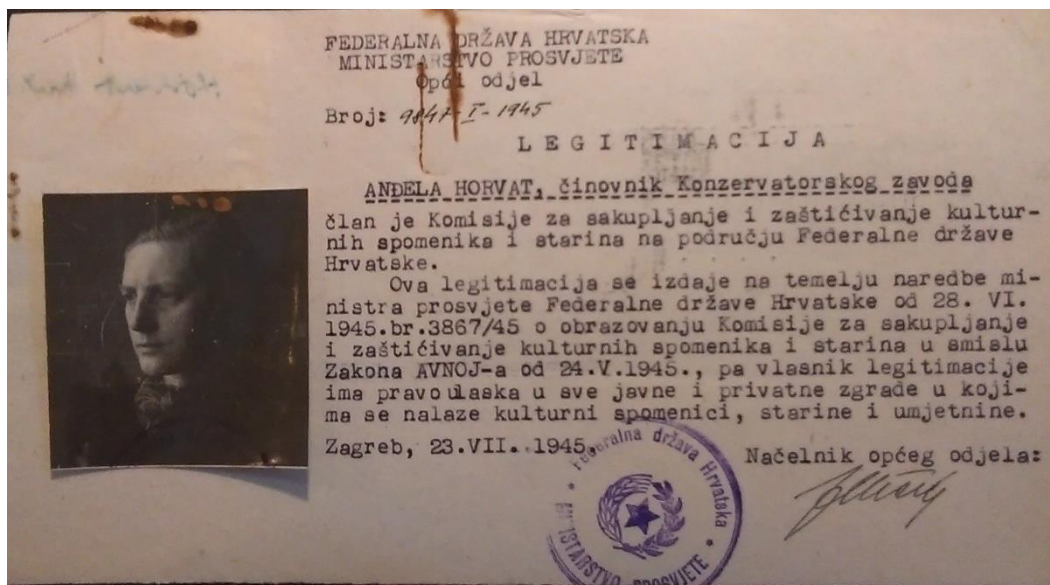 FEDERALNA DRŽAVA HRVATSKA
MINISTARSTVO PROSVJETE
Opći odjel
Broj: 9847-I-1945
LEGITIMACIJA
ANĐELA HORVAT, činovnik Konzervatorskog zavoda
član je Komisije za sakupljanje i zaštićivanje kultur-
nih spomenika i starina na području Federalne države
Hrvatske.
Ova legitimacija se izdaje na temelju naredbe mi-
nistra prosvjete Federalne države Hrvatske od 28. VI.
1945.br.3867/45 o obrazovanju Komisije za sakupljanje
i zaštićivanje kulturnih spomenika i starina u smislu
Zakona AVNOJ-a od 24.V.1945., pa vlasnik legitimacije
ima pravo ulaska u sve javne i privatne zgrade u koji-
ma se nalaze kulturni spomenici, starine i umjetnine.
Zagreb, 23.VII. 1945
Načelnik općeg odjela:
Federalna država Hrvatska
MINISTARSTVO PROSVJETE